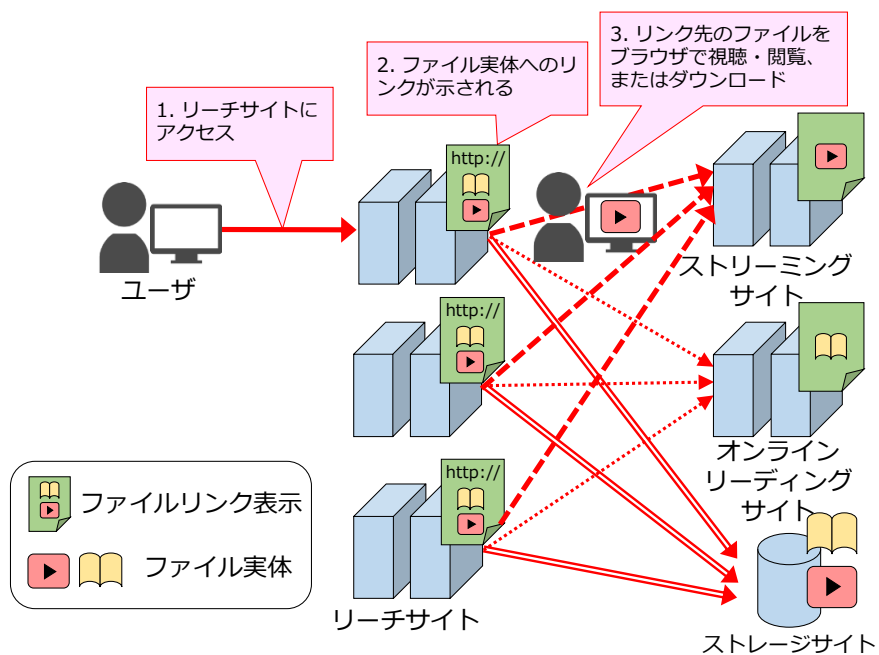 1. リーチサイトに
アクセス
2. ファイル実体へのリ
ンクが示される
3. リンク先のファイルを
ブラウザで視聴・閲覧、
またはダウンロード
http://
ユーザ
ストリーミング
サイト
http://
オンライン
リーディング
サイト
http://
リーチサイト
ストレージサイト
ファイルリンク表示
ファイル実体